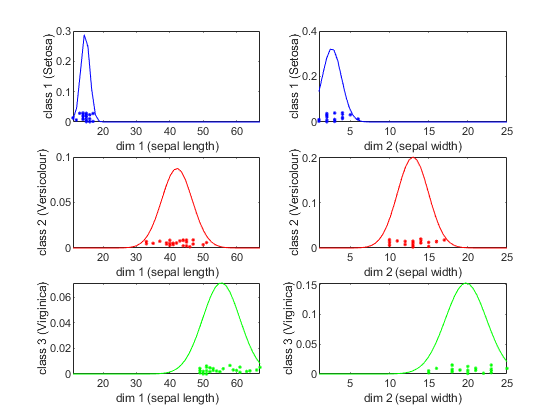 0.3
0.2
0.1
0
20 30 40 50 60
class 1 (Setosa)
dim 1 (sepal length)
0.4
0.2
0
5 10 15 20 25
class 1 (Setosa)
dim 2 (sepal width)
0.1
0.05
0
20 30 40 50 60
class 2 (Versicolour)
dim 1 (sepal length)
0.2
0.1
0
5 10 15 20 25
class 2 (Versicolour)
dim 2 (sepal width)
0.06
0.04
0.02
0
20 30 40 50 60
class 3 (Virginica)
dim 1 (sepal length)
0.15
0.1
0.05
0
5 10 15 20 25
class 3 (Virginica)
dim 2 (sepal width)